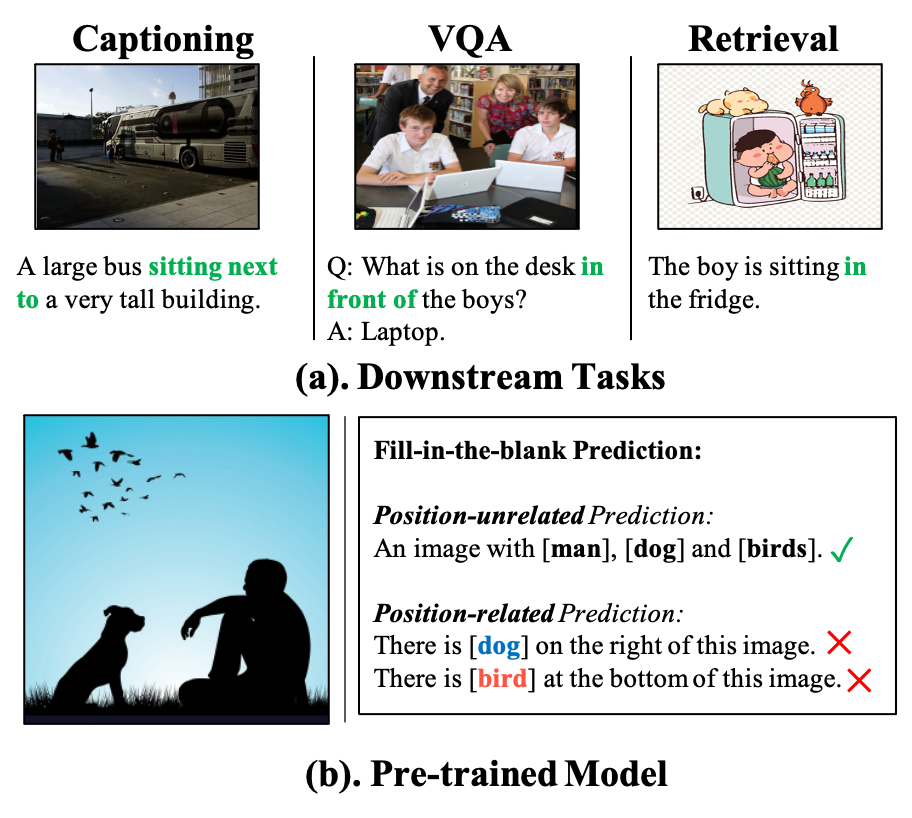 Captioning
VQA
Retrieval
A large bus sitting next
to a very tall building.
Q: What is on the desk in
front of the boys?
A: Laptop.
The boy is sitting in
the fridge.
(a). Downstream Tasks
Fill-in-the-blank Prediction:
Position-unrelated Prediction:
An image with [man], [dog] and [birds]. ✓
Position-related Prediction:
There is [dog] on the right of this image. ✕
There is [bird] at the bottom of this image. ✕
(b). Pre-trained Model